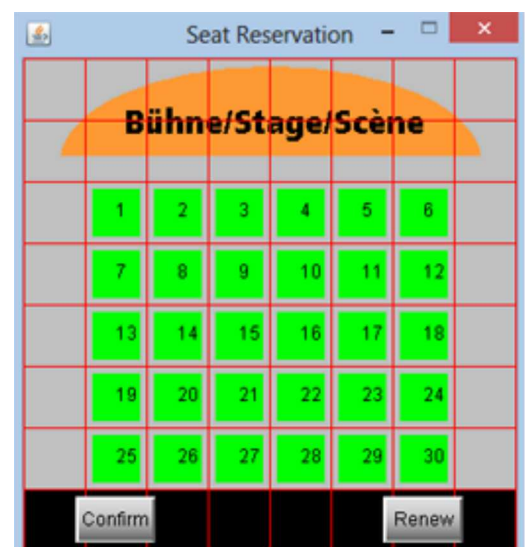 Seat Reservation
Bühne/Stage/Scène
1 2 3 4 5 6
7 8 9 10 11 12
13 14 15 16 17 18
19 20 21 22 23 24
25 26 27 28 29 30
Confirm Renew